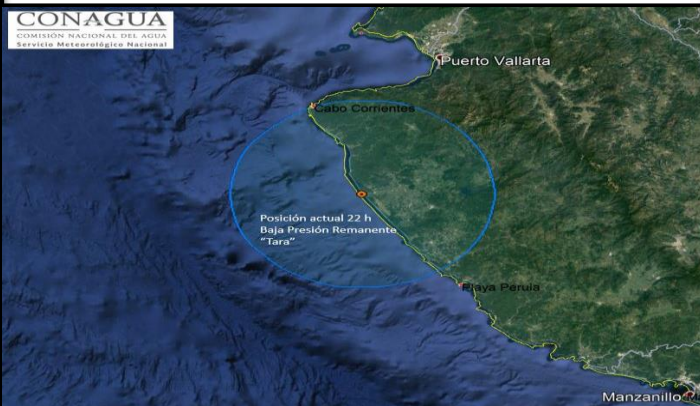 CONAGUA
COMISIÓN NACIONAL DEL AGUA
Servicio Meteorológico Nacional
Puerto Vallarta
Cabo Corrientes
Posición actual 22 h
Baja Presión Remanente
“Tara”
Playa Perula
Manzanillo